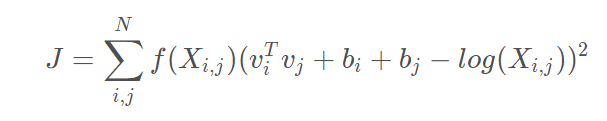 J = \sum_{i,j}^{N} f(X_{i,j})(v_i^T v_j + b_i + b_j - log(X_{i,j}))^2